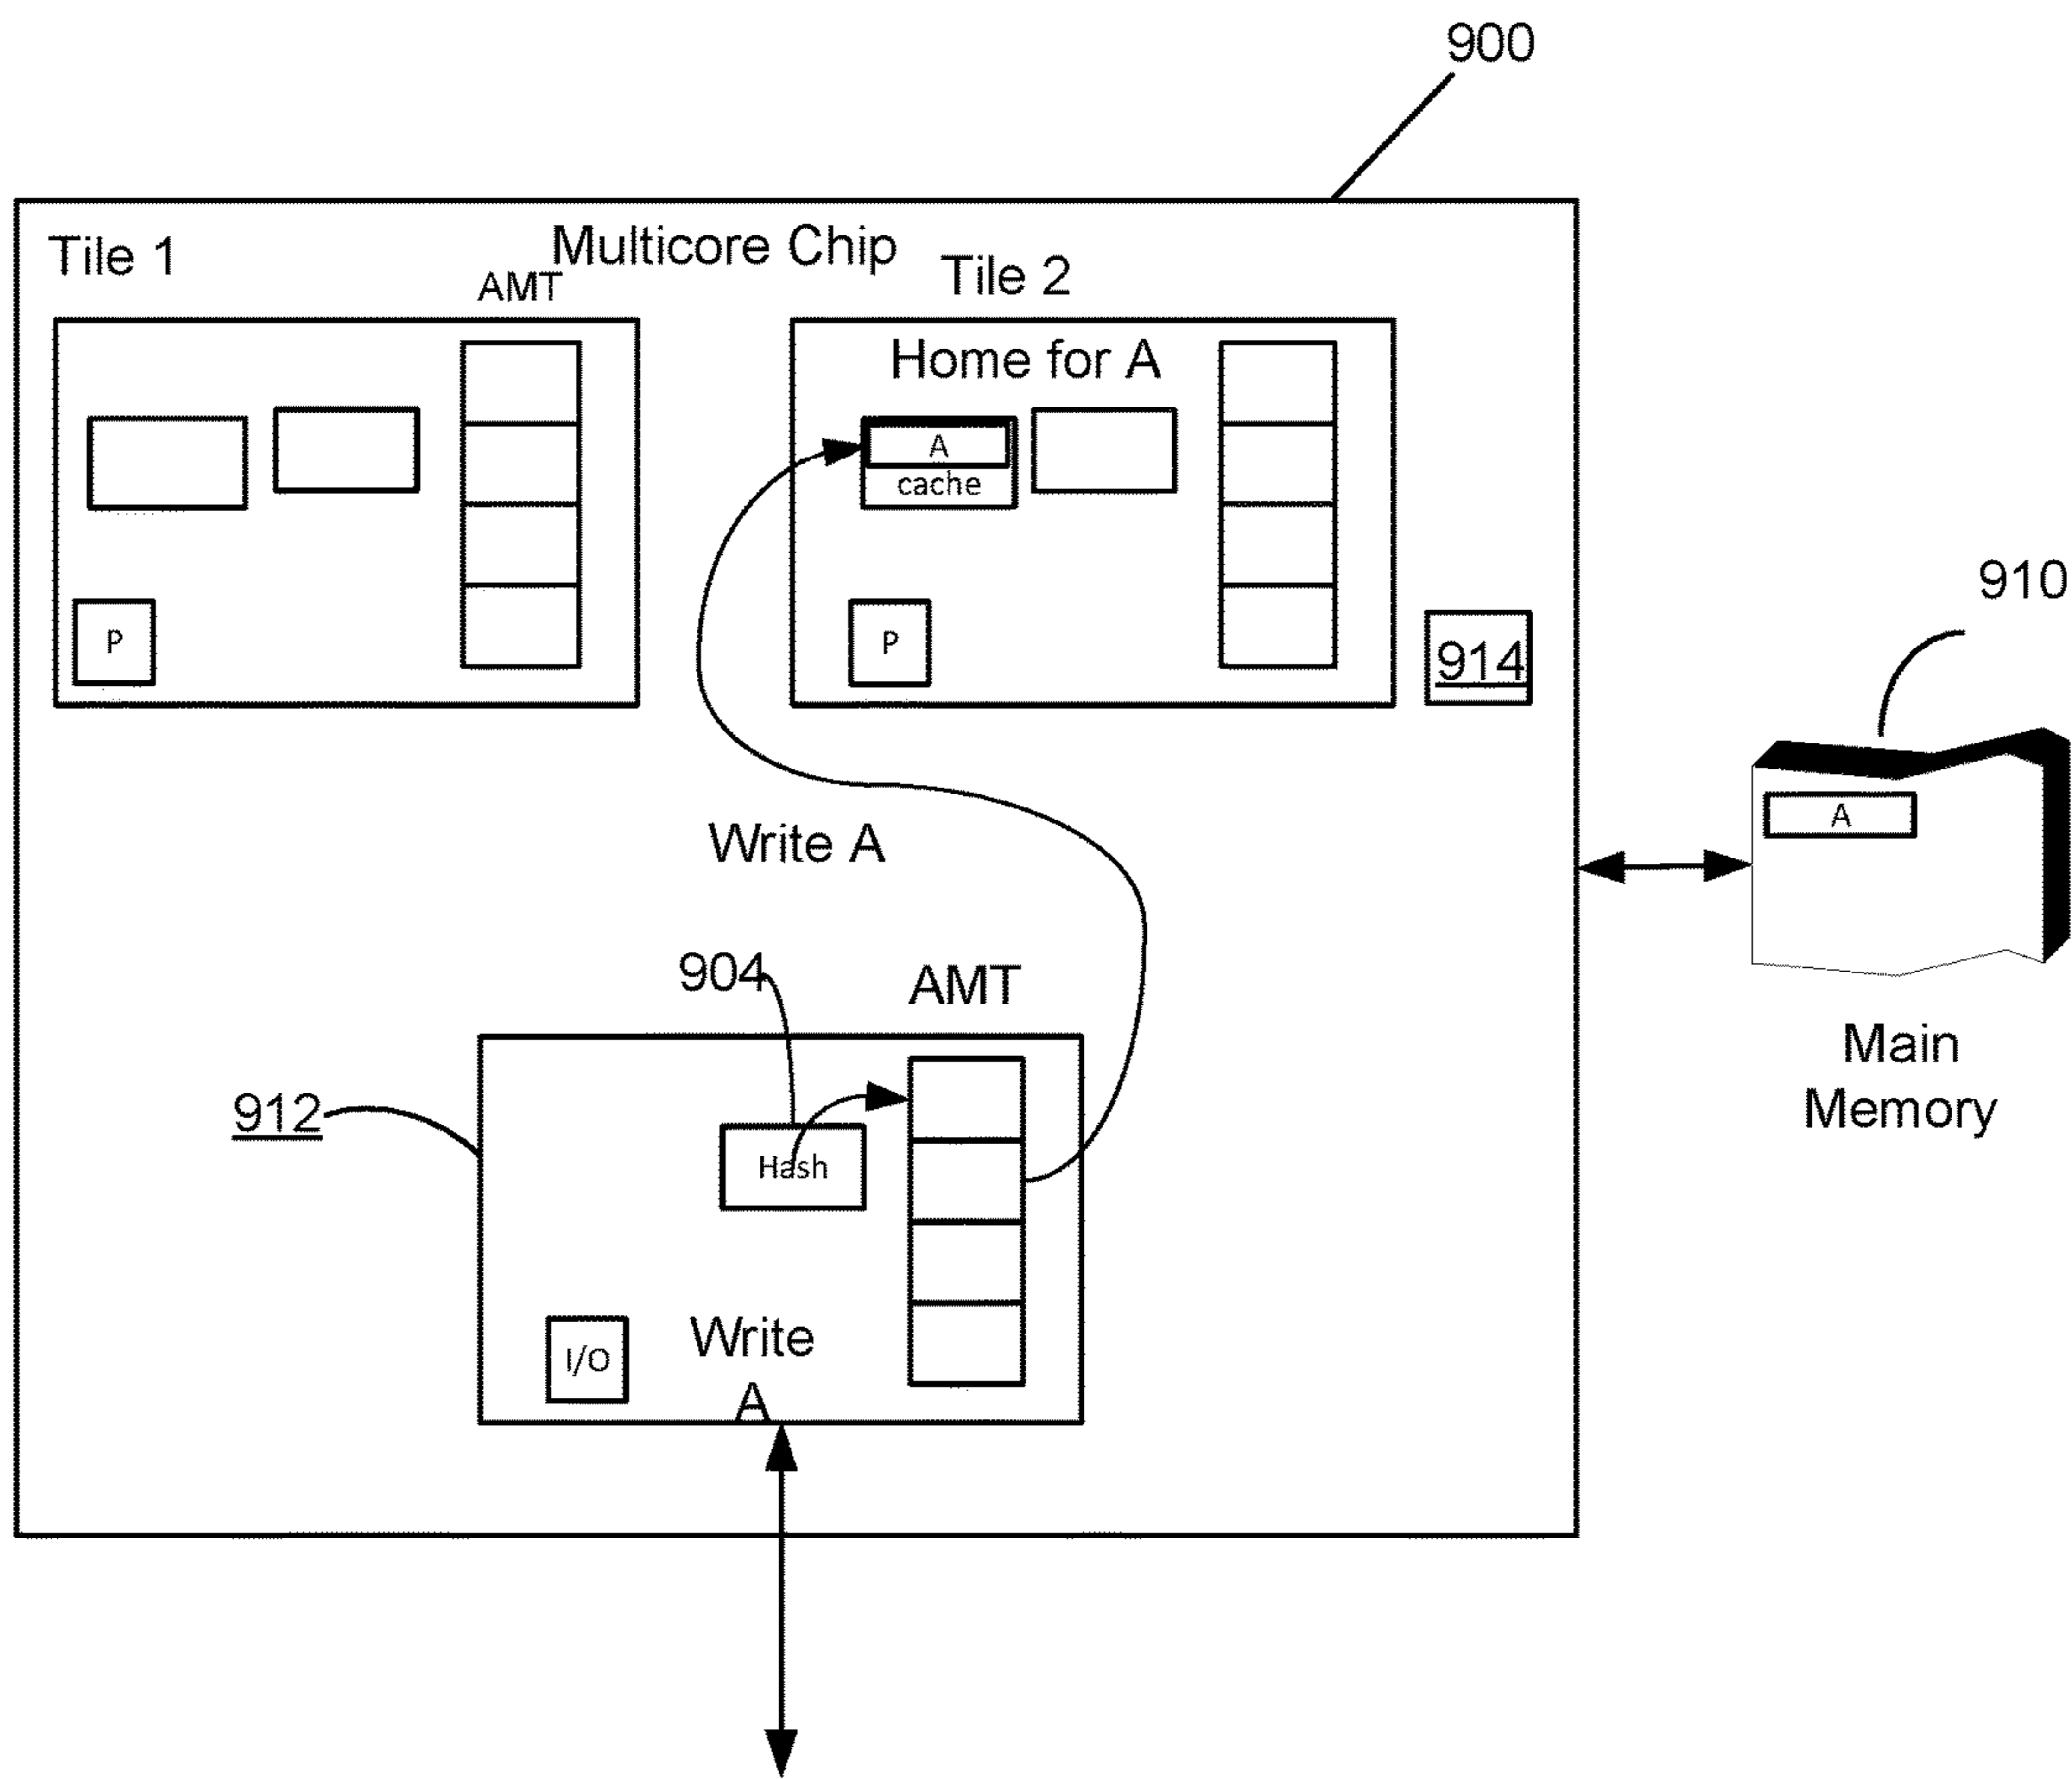 900
Multicore Chip
Tile 1
AMT
Tile 2
Home for A
A
cache
P
P
914
910
A
Main
Memory
Write A
904
AMT
912
Hash
I/O
Write
A